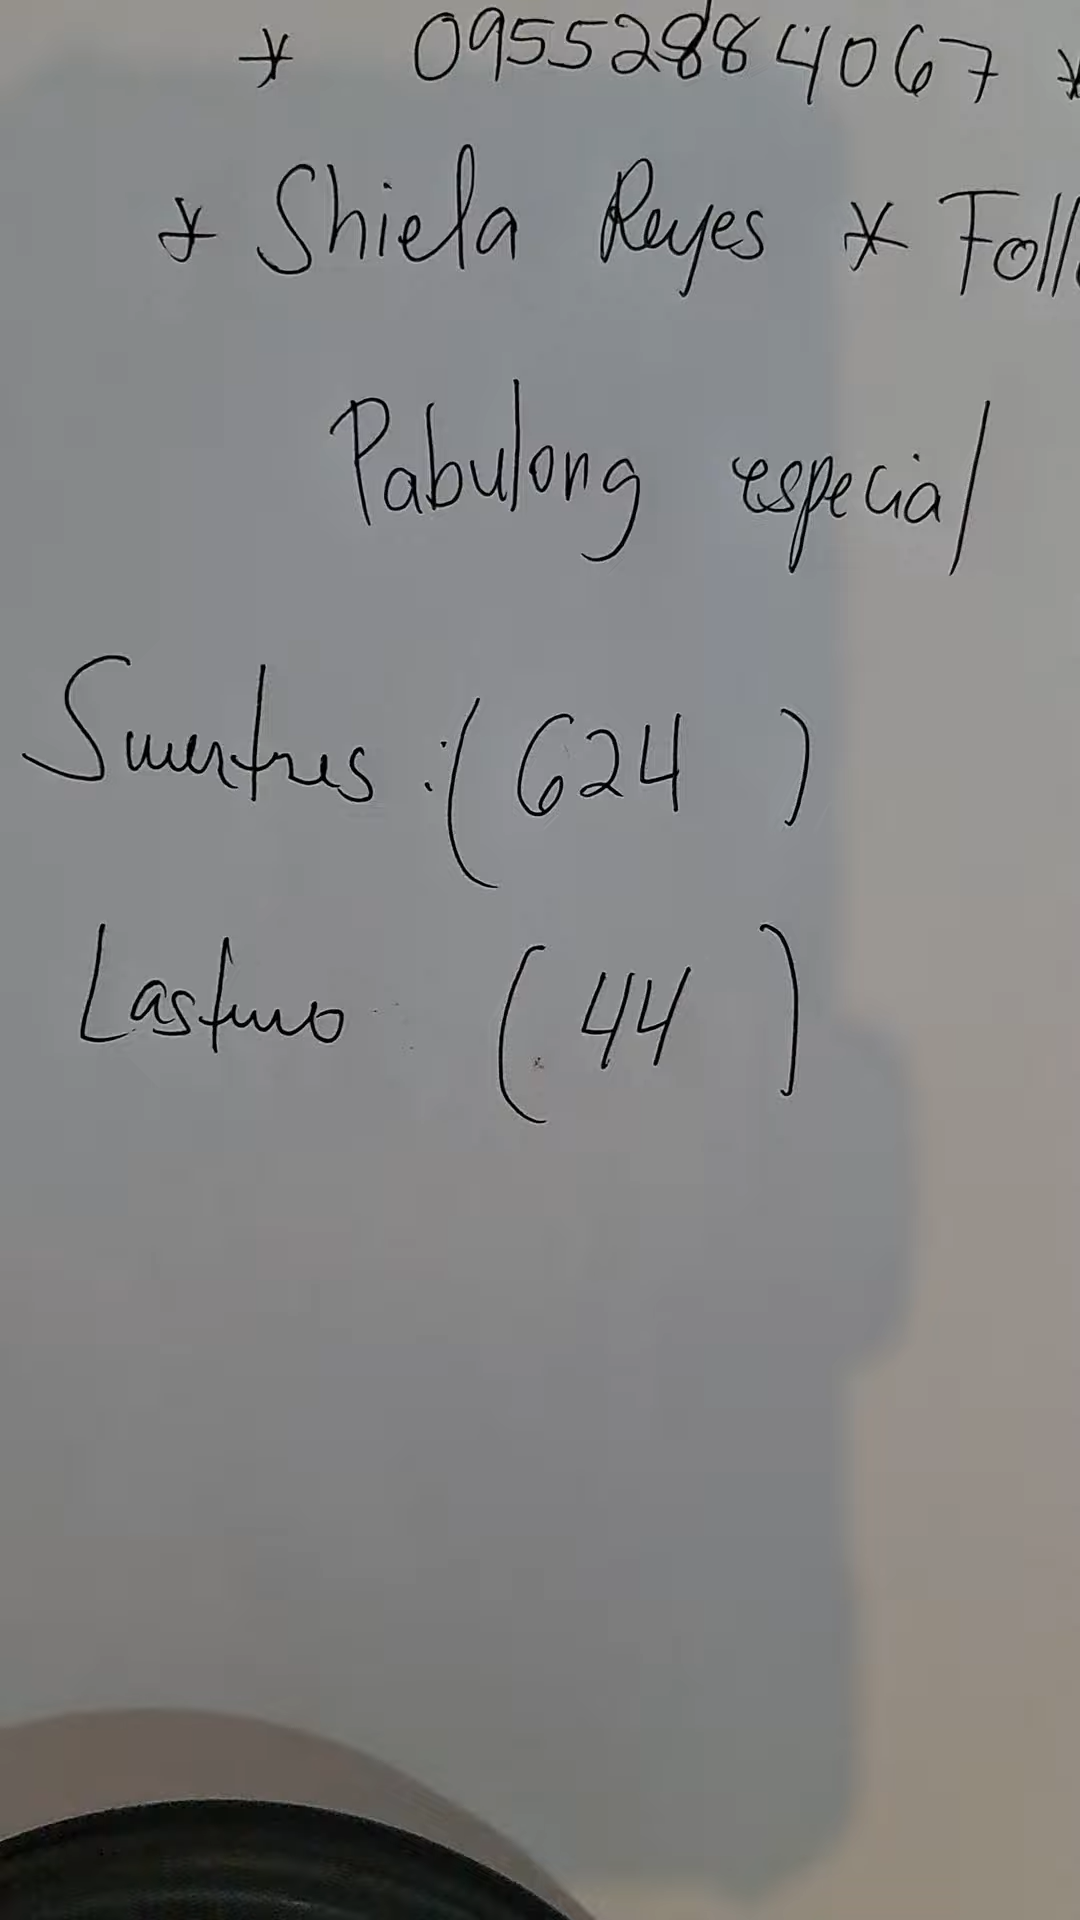 * 09552884067 *
* Shiela Reyes * Foll
Pabulong especial
Swertres : ( 624 )
Lastwo ( 44 )